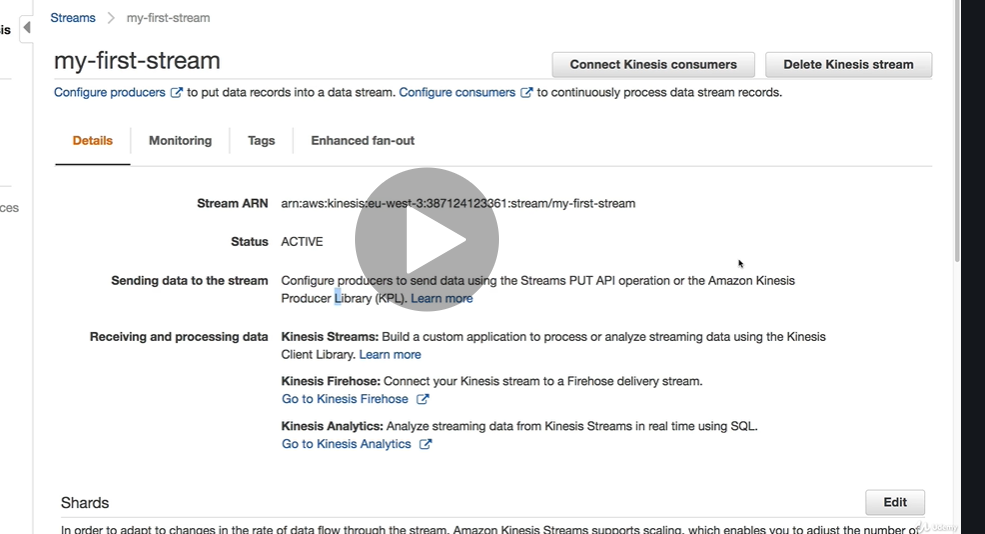 Streams > my-first-stream
is
my-first-stream
Connect Kinesis consumers
Delete Kinesis stream
Configure producers to put data records into a data stream. Configure consumers to continuously process data stream records.
Details
Monitoring
Tags
Enhanced fan-out
ces
Stream ARN arn:aws:kinesis:eu-west-3:387124123361:stream/my-first-stream
Status ACTIVE
Sending data to the stream Configure producers to send data using the Streams PUT API operation or the Amazon Kinesis
Producer Library (KPL). Learn more
Receiving and processing data Kinesis Streams: Build a custom application to process or analyze streaming data using the Kinesis
Client Library. Learn more
Kinesis Firehose: Connect your Kinesis stream to a Firehose delivery stream.
Go to Kinesis Firehose
Kinesis Analytics: Analyze streaming data from Kinesis Streams in real time using SQL.
Go to Kinesis Analytics
Shards
Edit
In order to adapt to changes in the rate of data flow through the stream, Amazon Kinesis Streams supports scaling, which enables you to adjust the number of
Udemy